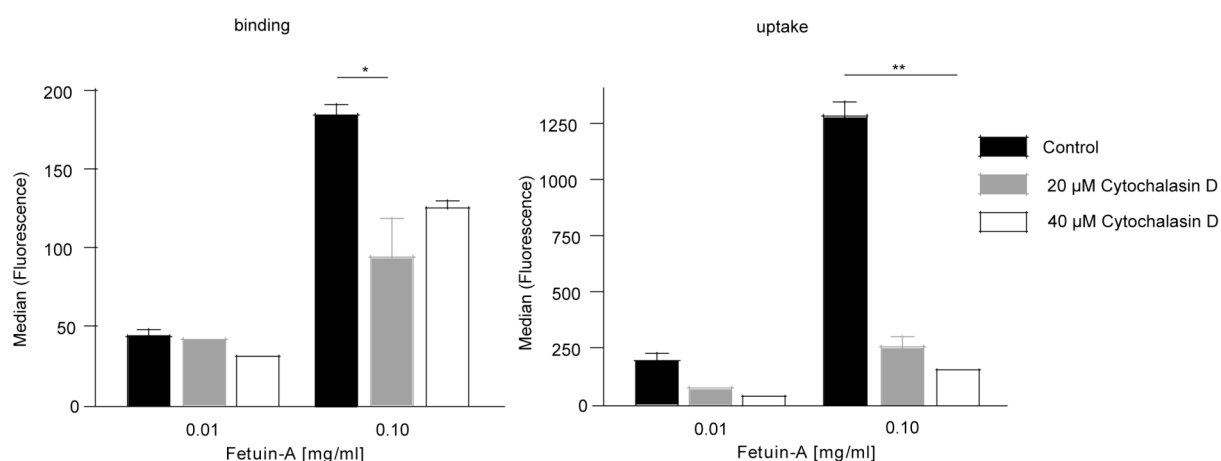 binding
*
200
150
100
50
0
Median (Fluorescence)
0.01 0.10
Fetuin-A [mg/ml]
uptake
**
1250
1000
750
500
250
0
Median (Fluorescence)
0.01 0.10
Fetuin-A [mg/ml]
Control
20 µM Cytochalasin D
40 µM Cytochalasin D